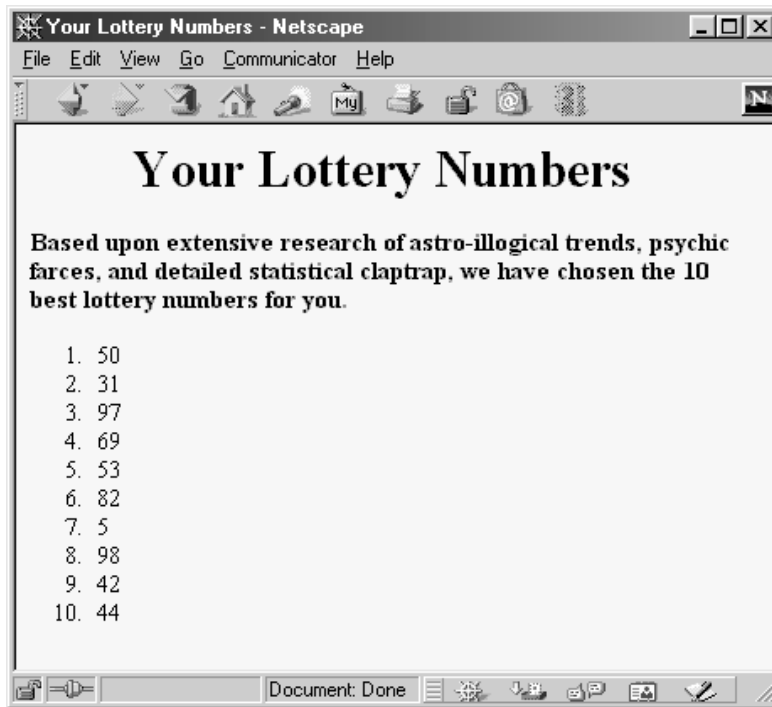 Your Lottery Numbers - Netscape
File Edit View Go Communicator Help
My @ N
Your Lottery Numbers
Based upon extensive research of astro-illogical trends, psychic
farces, and detailed statistical claptrap, we have chosen the 10
best lottery numbers for you.
1. 50
2. 31
3. 97
4. 69
5. 53
6. 82
7. 5
8. 98
9. 42
10. 44
Document: Done